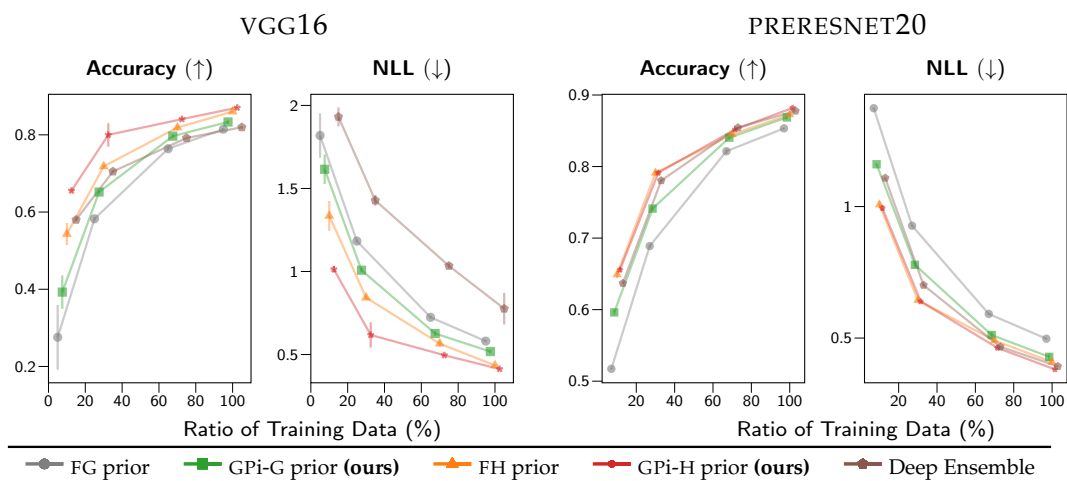 VGG16
PRERESNET20
Accuracy (↑)
NLL (↓)
Accuracy (↑)
NLL (↓)
0.8
0.6
0.4
0.2
0 20 40 60 80 100
2
1.5
1
0.5
0 20 40 60 80 100
0.9
0.8
0.7
0.6
0.5
0 20 40 60 80 100
1
0.5
20 40 60 80 100
Ratio of Training Data (%)
Ratio of Training Data (%)
FG prior GPi-G prior (ours) FH prior GPi-H prior (ours) Deep Ensemble